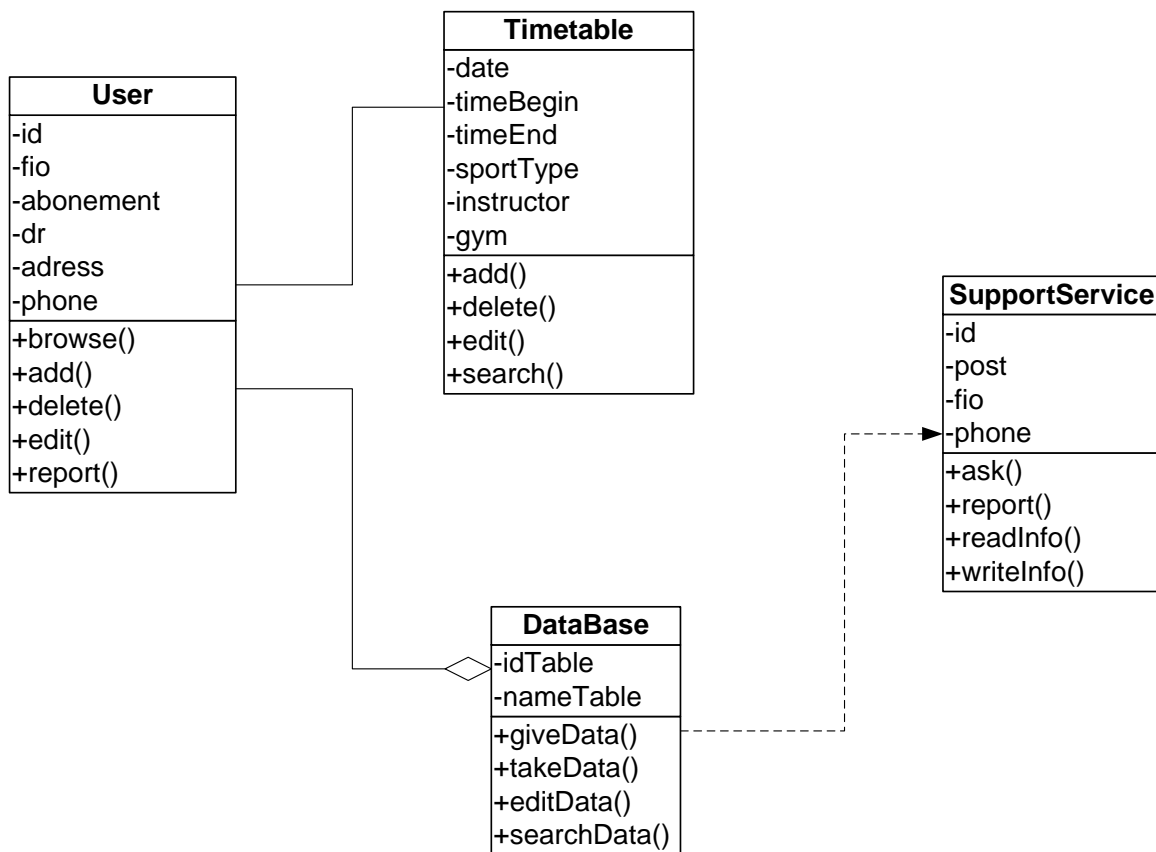 User
-id
-fio
-abonement
-dr
-adress
-phone
+browse()
+add()
+delete()
+edit()
+report()
Timetable
-date
-timeBegin
-timeEnd
-sportType
-instructor
-gym
+add()
+delete()
+edit()
+search()
SupportService
-id
-post
-fio
-phone
+ask()
+report()
+readInfo()
+writeInfo()
DataBase
-idTable
-nameTable
+giveData()
+takeData()
+editData()
+searchData()